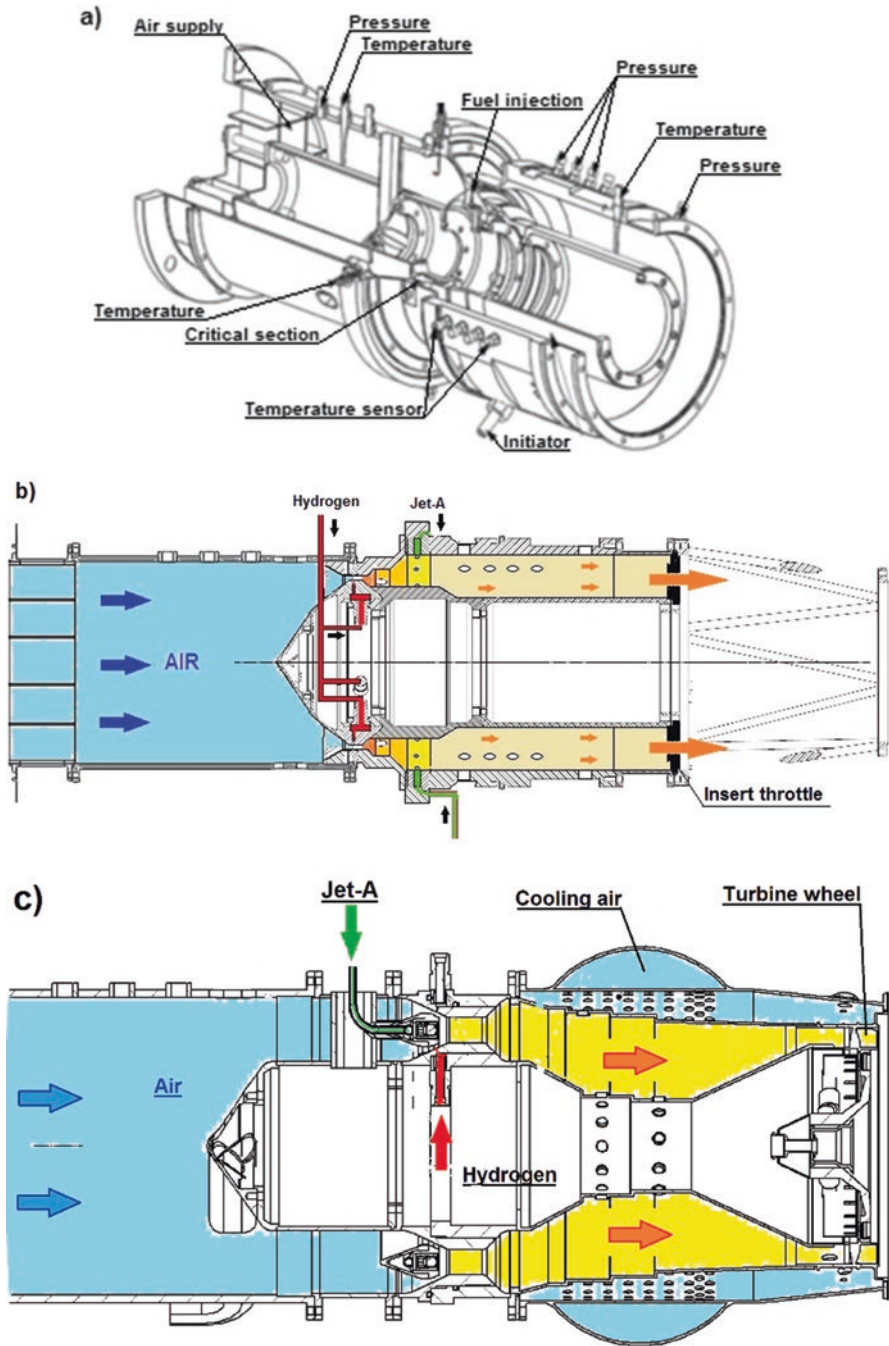 a)
Air supply
Pressure
Temperature
Fuel injection
Pressure
Temperature
Pressure
Temperature
Critical section
Temperature sensor
Initiator
b)
Hydrogen
Jet-A
AIR
Insert throttle
c)
Jet-A
Cooling air
Turbine wheel
Air
Hydrogen